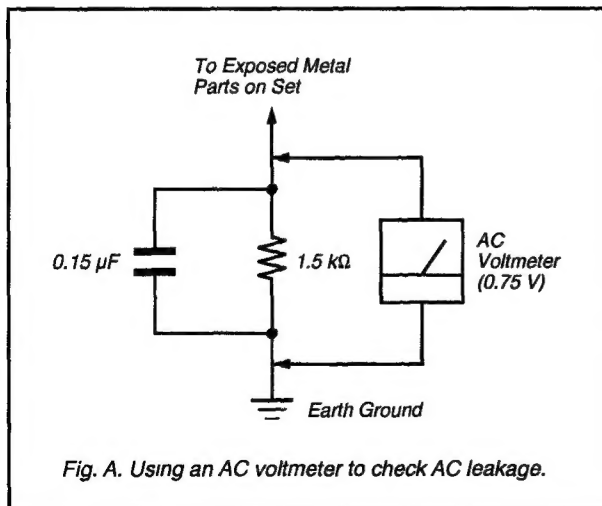 To Exposed Metal
Parts on Set
0.15 µF
1.5 kΩ
AC
Voltmeter
(0.75 V)
Earth Ground
Fig. A. Using an AC voltmeter to check AC leakage.